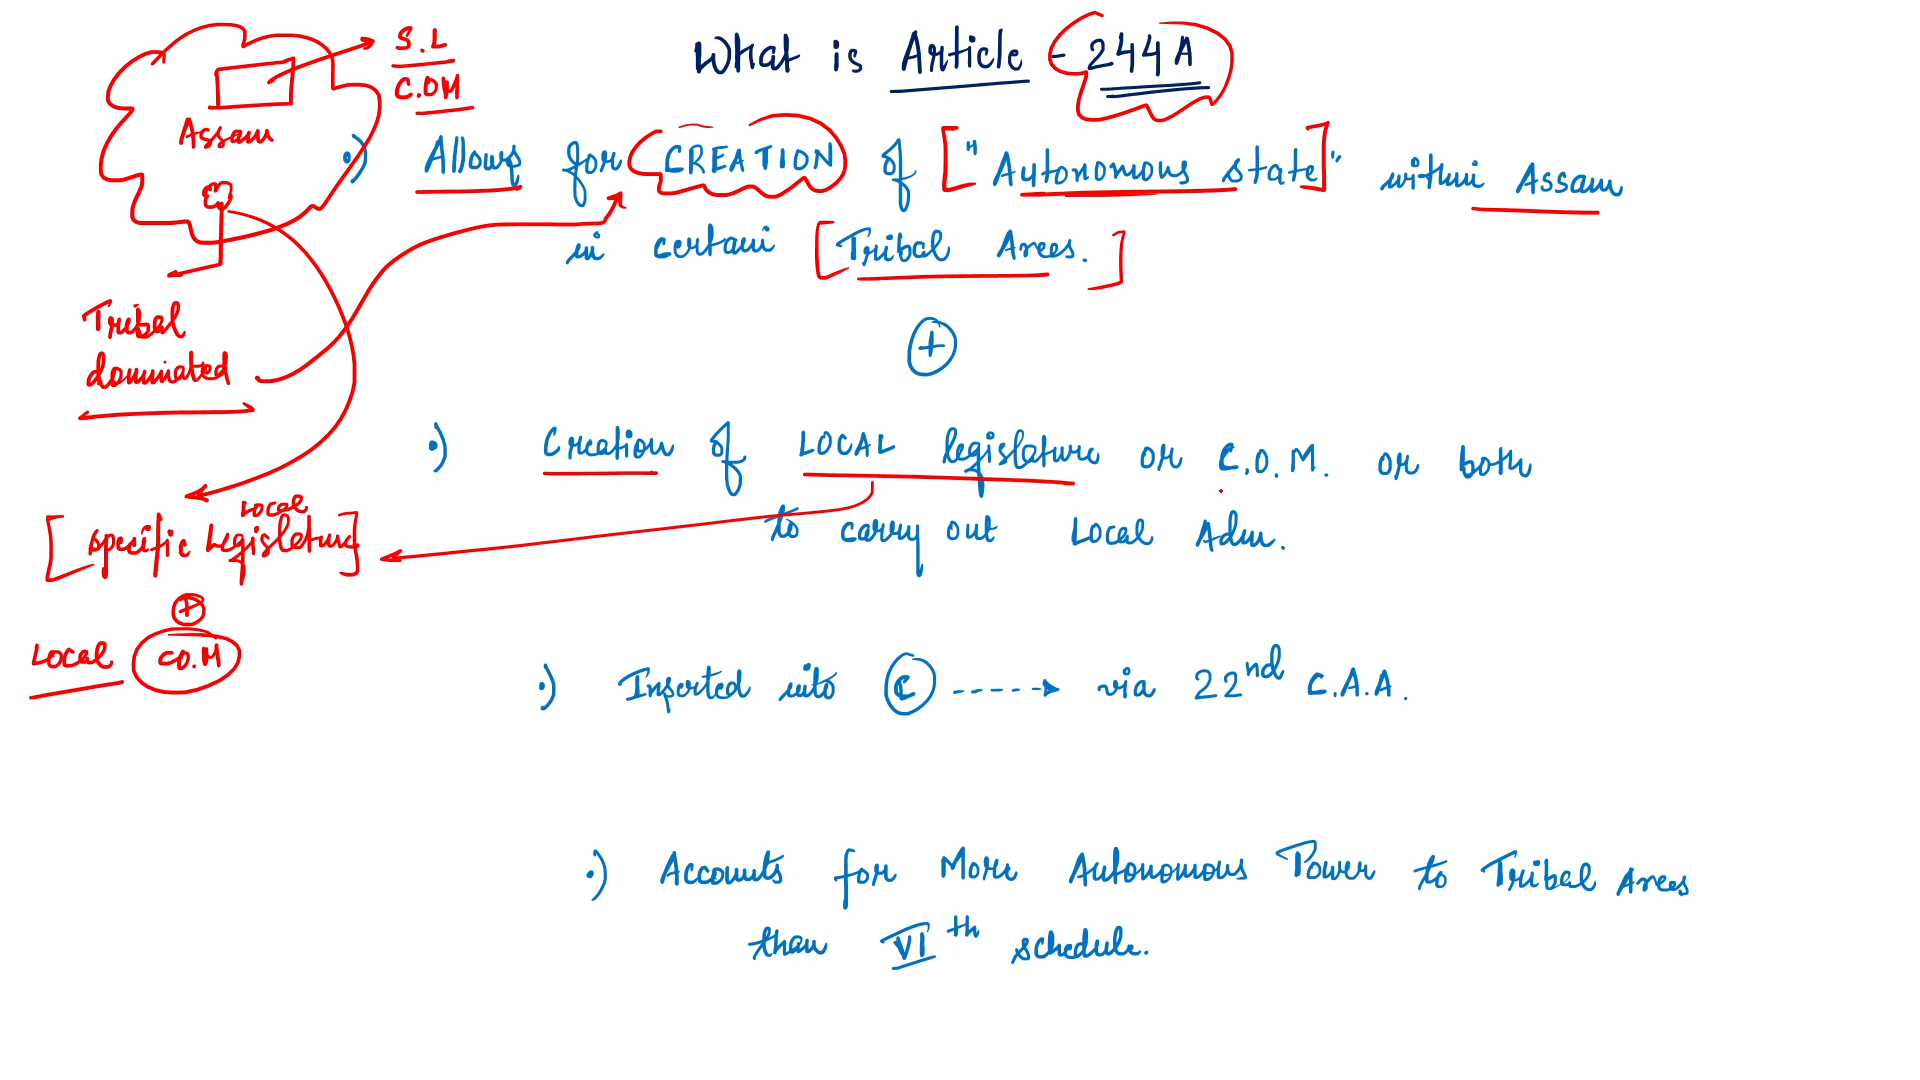 What is Article - 244A
S.L
C.OM
Assam
•) Allows for CREATION of ["Autonomous state]" within Assam
in certain [Tribal Areas.]
Tribal
dominated
+
•) Creation of LOCAL legislature or C.O.M. or both
to carry out Local Adm.
Local
[specific Legislature]
+
Local CO.M
•) Inserted into C -----> via 22nd C.A.A.
•) Accounts for More Autonomous Power to Tribal Areas
than VIth schedule.